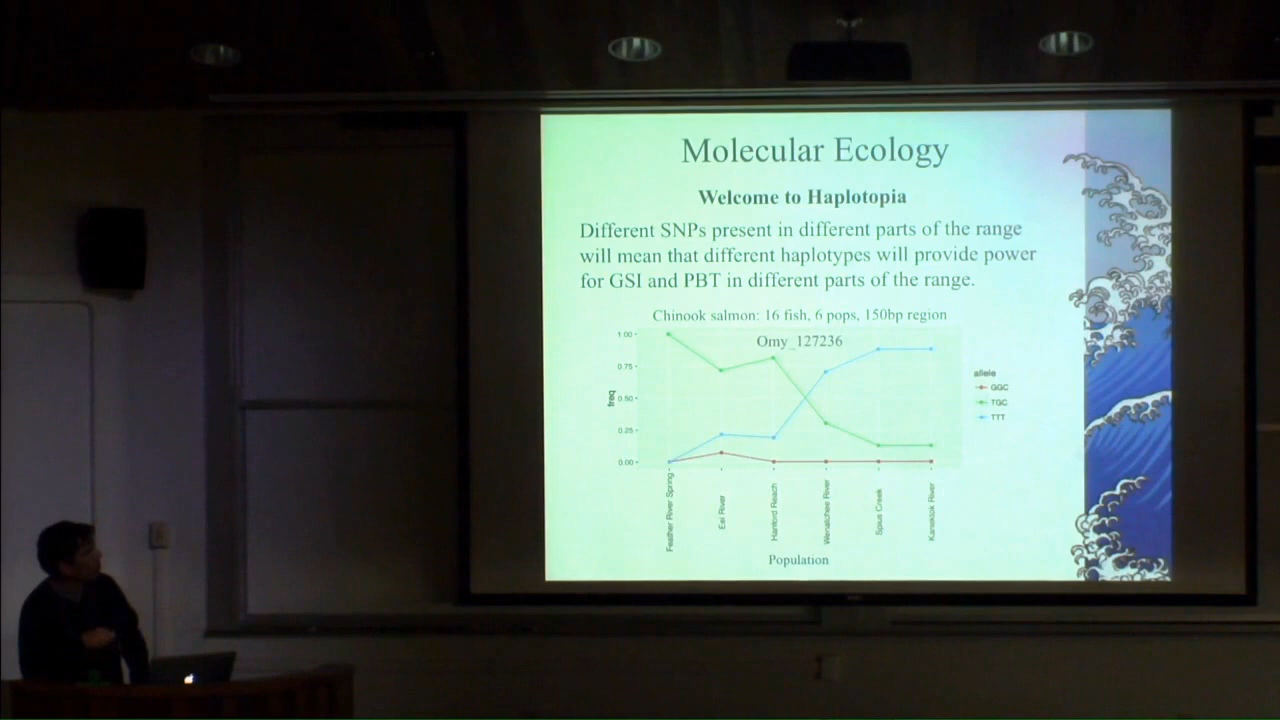 Molecular Ecology
Welcome to Haplotopia
Different SNPs present in different parts of the range
will mean that different haplotypes will provide power
for GSI and PBT in different parts of the range.
Chinook salmon: 16 fish, 6 pops, 150bp region
Omy_127236
1.00
0.75
0.50
0.25
0.00
freq
allele
GGC
TGC
TTT
Feather River Spring
Eel River
Hanford Reach
Wenatchee River
Spius Creek
Kanektok River
Population